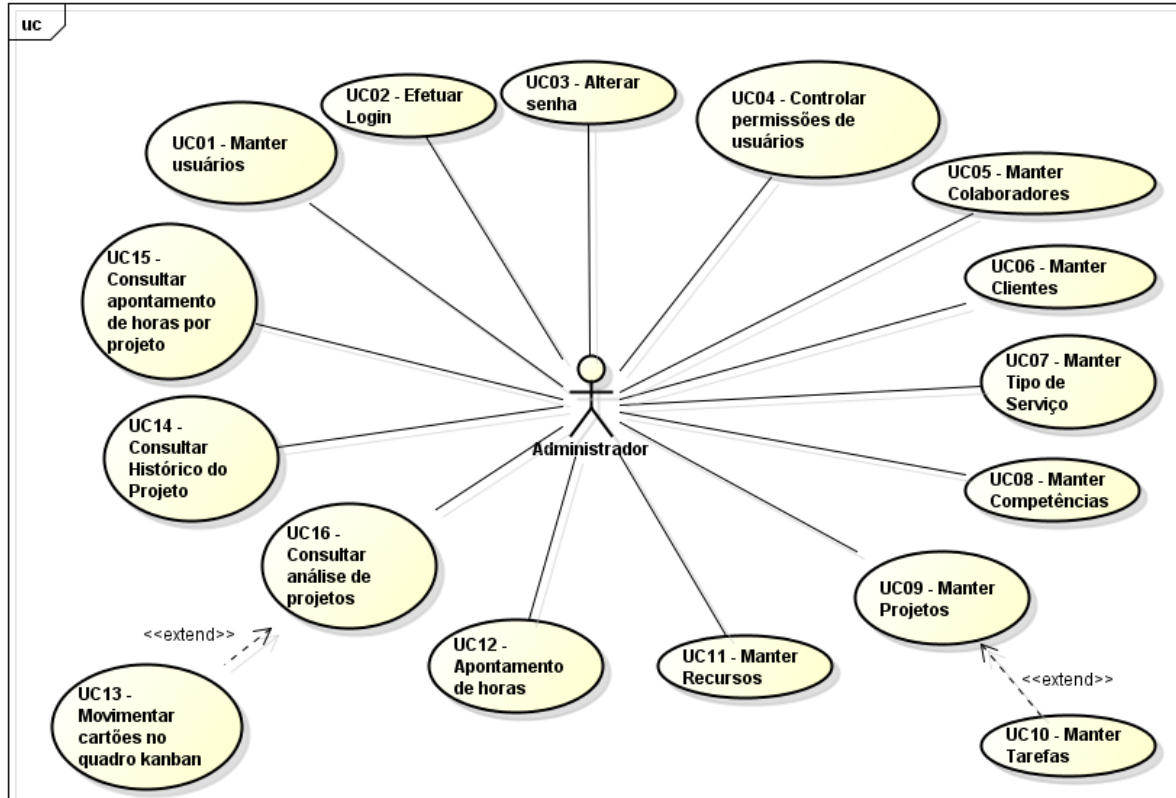 uc
UC01 - Manter
usuários
UC02 - Efetuar
Login
UC03 - Alterar
senha
UC04 - Controlar
permissões de
usuários
UC05 - Manter
Colaboradores
UC06 - Manter
Clientes
UC07 - Manter
Tipo de
Serviço
UC08 - Manter
Competências
UC09 - Manter
Projetos
<<extend>>
UC10 - Manter
Tarefas
UC11 - Manter
Recursos
UC12 -
Apontamento
de horas
UC16 -
Consultar
análise de
projetos
<<extend>>
UC13 -
Movimentar
cartões no
quadro kanban
UC14 -
Consultar
Histórico do
Projeto
UC15 -
Consultar
apontamento
de horas por
projeto
Administrador